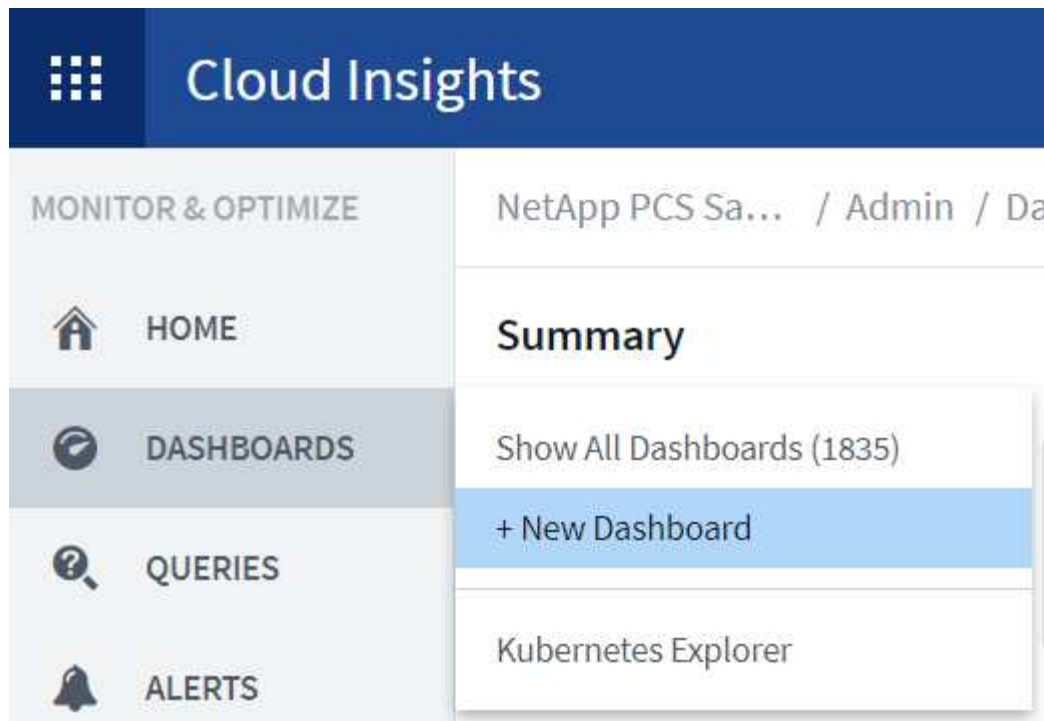 Cloud Insights
MONITOR & OPTIMIZE
NetApp PCS Sa... / Admin / Da
HOME
Summary
DASHBOARDS
Show All Dashboards (1835)
+ New Dashboard
QUERIES
Kubernetes Explorer
ALERTS